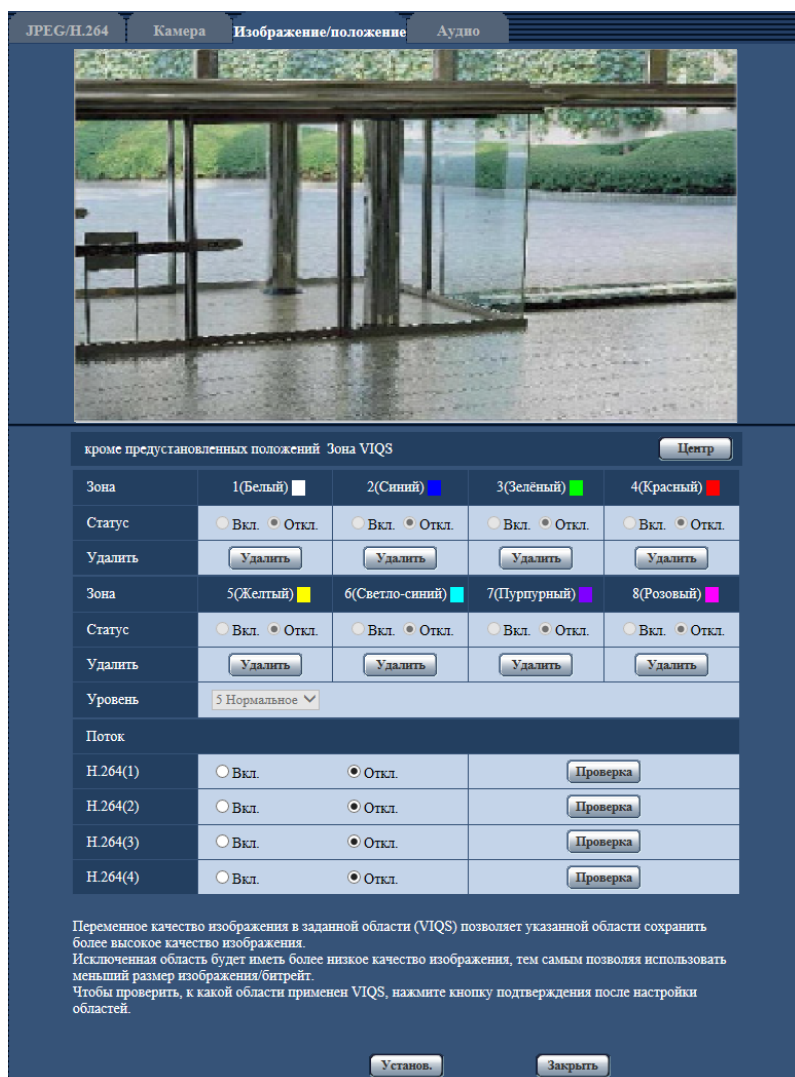 JPEG/H.264 Камера Изображение/положение Аудио
кроме предустановленных положений Зона VIQS Центр
Зона 1(Белый) 2(Синий) 3(Зелёный) 4(Красный)
Статус Вкл. Откл. Вкл. Откл. Вкл. Откл. Вкл. Откл.
Удалить Удалить Удалить Удалить Удалить
Зона 5(Желтый) 6(Светло-синий) 7(Пурпурный) 8(Розовый)
Статус Вкл. Откл. Вкл. Откл. Вкл. Откл. Вкл. Откл.
Удалить Удалить Удалить Удалить Удалить
Уровень 5 Нормальное
Поток
H.264(1) Вкл. Откл. Проверка
H.264(2) Вкл. Откл. Проверка
H.264(3) Вкл. Откл. Проверка
H.264(4) Вкл. Откл. Проверка
Переменное качество изображения в заданной области (VIQS) позволяет указанной области сохранить
более высокое качество изображения.
Исключенная область будет иметь более низкое качество изображения, тем самым позволяя использовать
меньший размер изображения/битрейт.
Чтобы проверить, к какой области применен VIQS, нажмите кнопку подтверждения после настройки
областей.
Установ. Закрыть